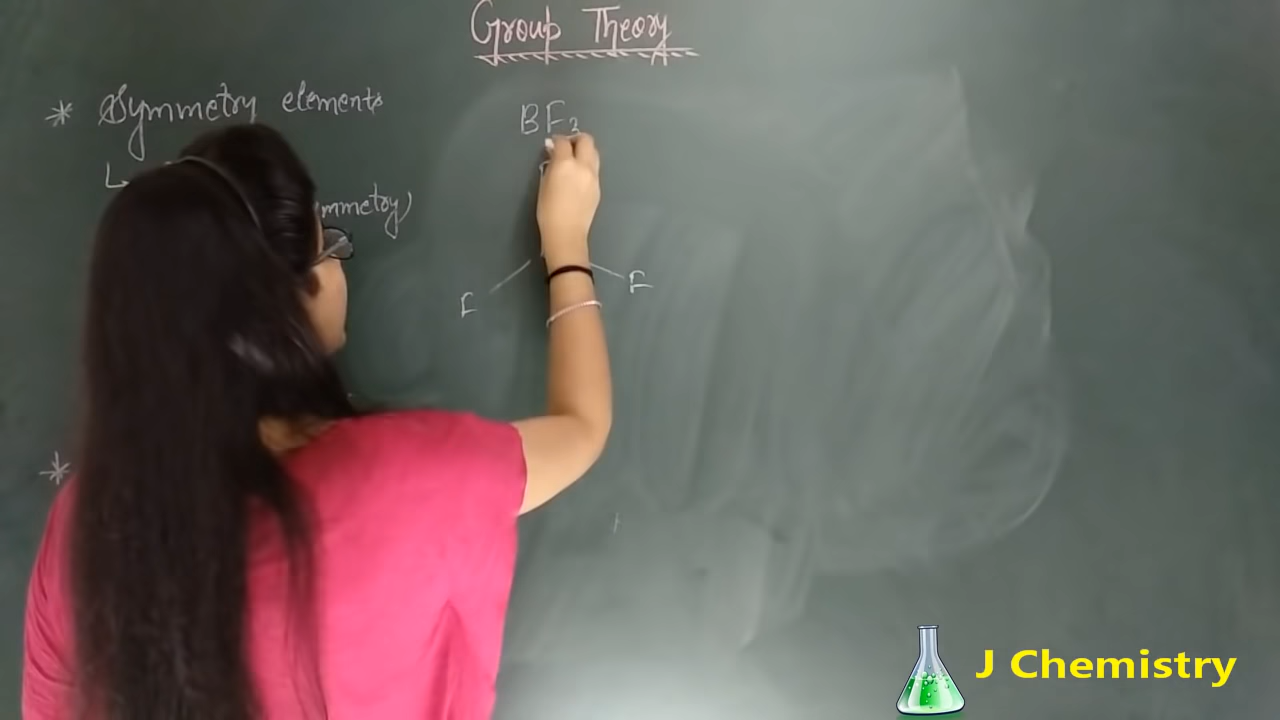 Group Theory
* Symmetry elements
BF3
mmetry)
F
F
*
J Chemistry